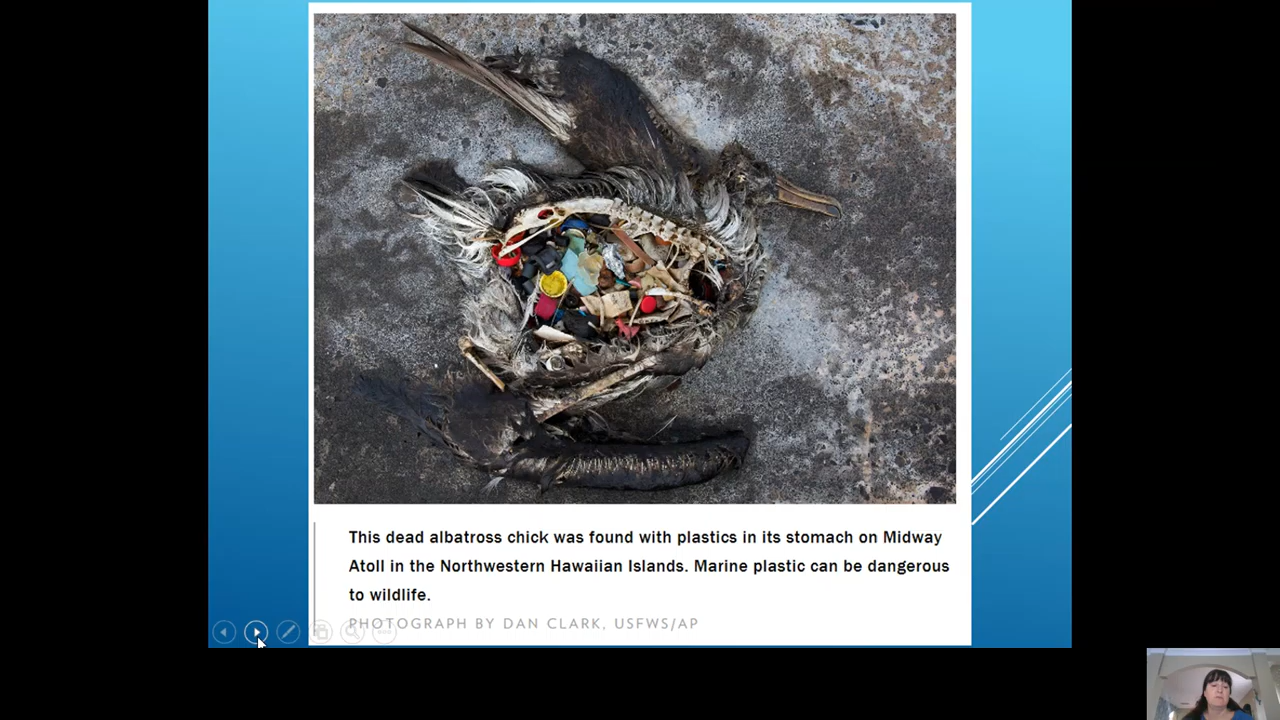 This dead albatross chick was found with plastics in its stomach on Midway
Atoll in the Northwestern Hawaiian Islands. Marine plastic can be dangerous
to wildlife.
PHOTOGRAPH BY DAN CLARK, USFWS/AP